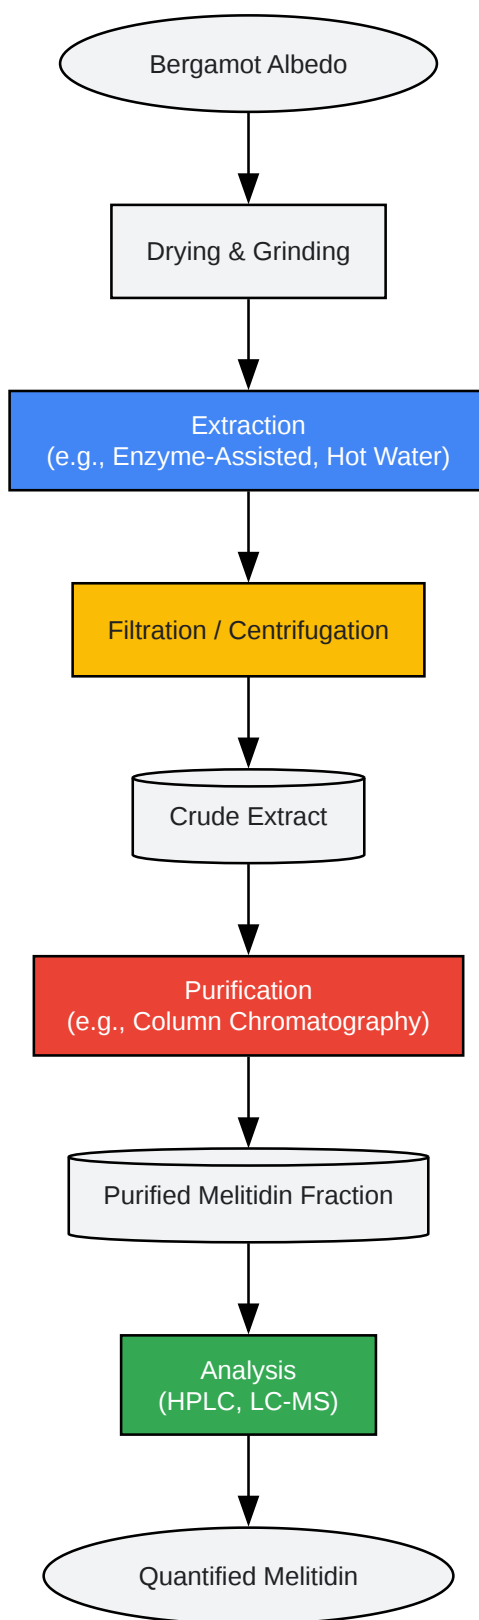 Bergamot Albedo
Drying & Grinding
Extraction
(e.g., Enzyme-Assisted, Hot Water)
Filtration / Centrifugation
Crude Extract
Purification
(e.g., Column Chromatography)
Purified Melitidin Fraction
Analysis
(HPLC, LC-MS)
Quantified Melitidin